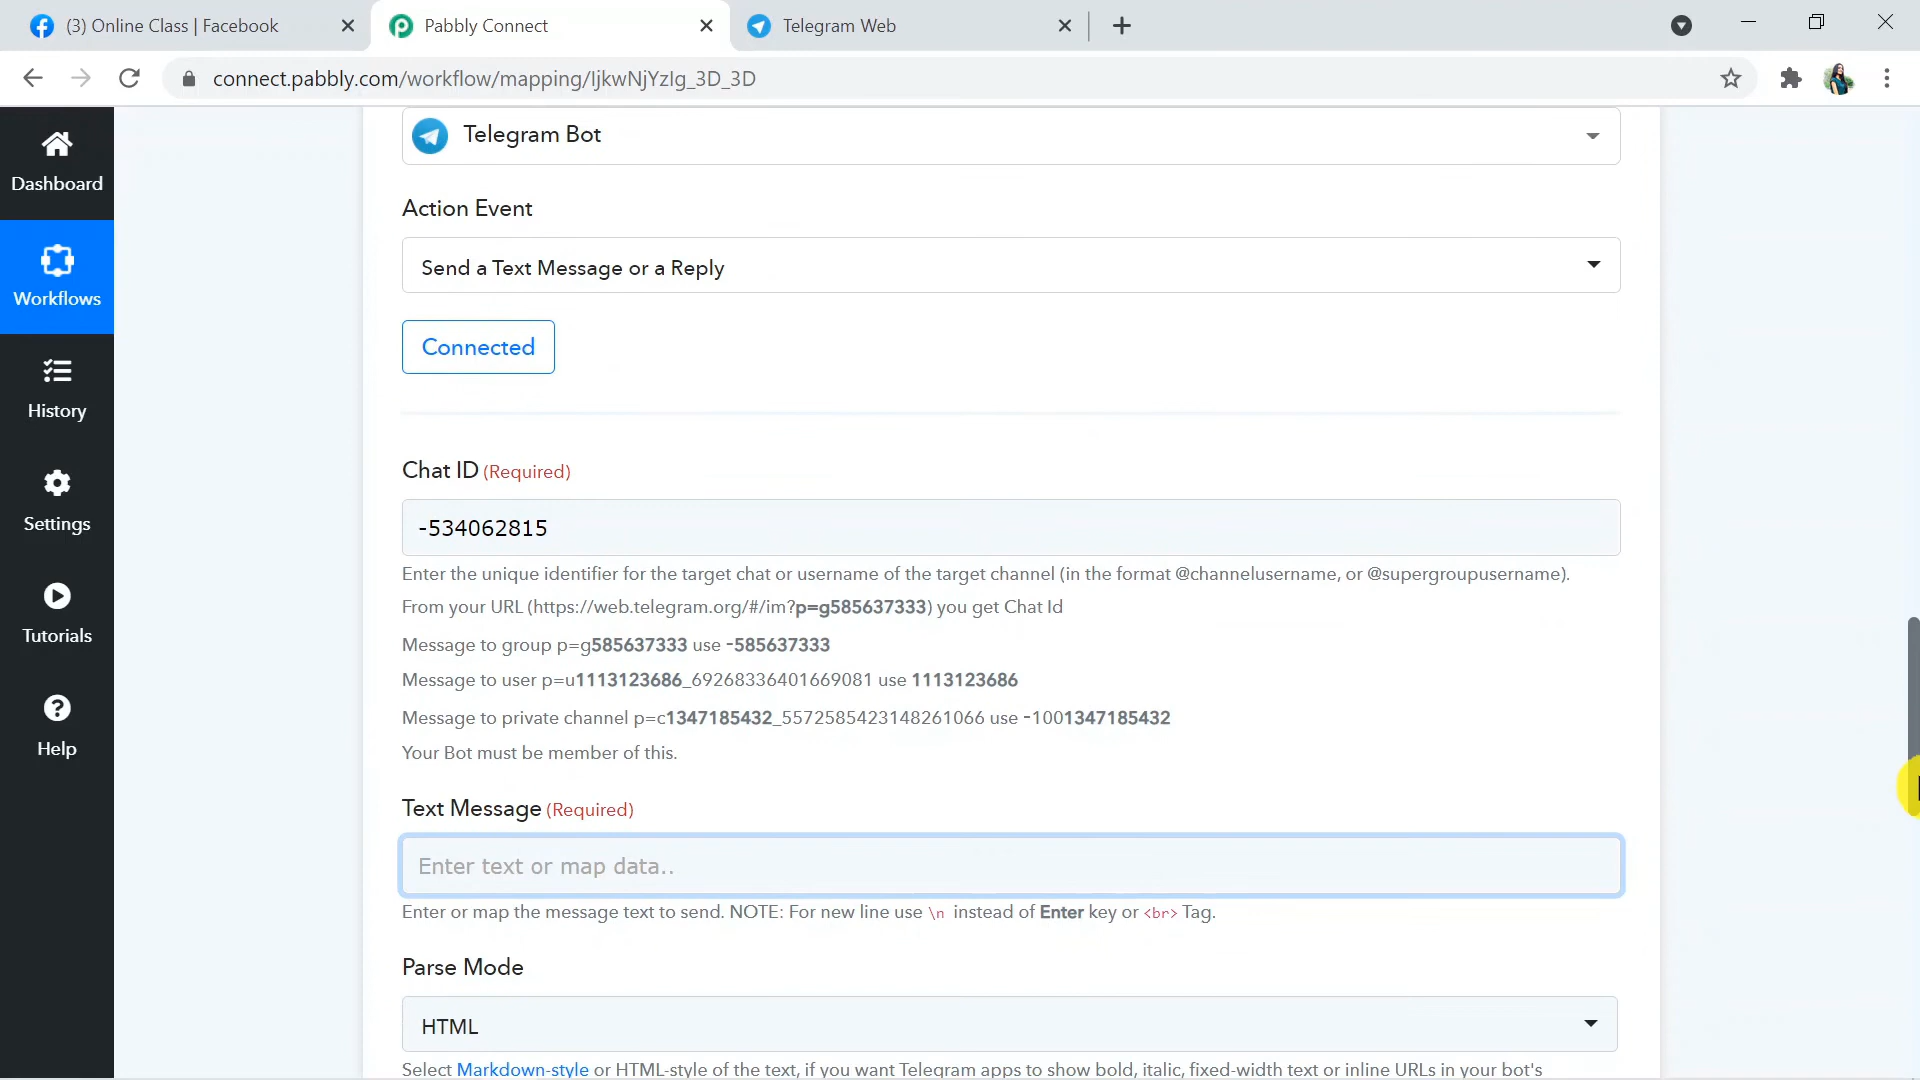 (3) Online Class | Facebook
Pabbly Connect
Telegram Web
connect.pabbly.com/workflow/mapping/IjkwNjYzIg_3D_3D
Dashboard
Workflows
History
Settings
Tutorials
Help
Telegram Bot
Action Event
Send a Text Message or a Reply
Connected
Chat ID (Required)
-534062815
Enter the unique identifier for the target chat or username of the target channel (in the format @channelusername, or @supergroupusername).
From your URL (https://web.telegram.org/#/im?p=g585637333) you get Chat Id
Message to group p=g585637333 use -585637333
Message to user p=u1113123686_69268336401669081 use 1113123686
Message to private channel p=c1347185432_5572585423148261066 use -1001347185432
Your Bot must be member of this.
Text Message (Required)
Enter text or map data..
Enter or map the message text to send. NOTE: For new line use \n instead of Enter key or <br> Tag.
Parse Mode
HTML
Select Markdown-style or HTML-style of the text, if you want Telegram apps to show bold, italic, fixed-width text or inline URLs in your bot's